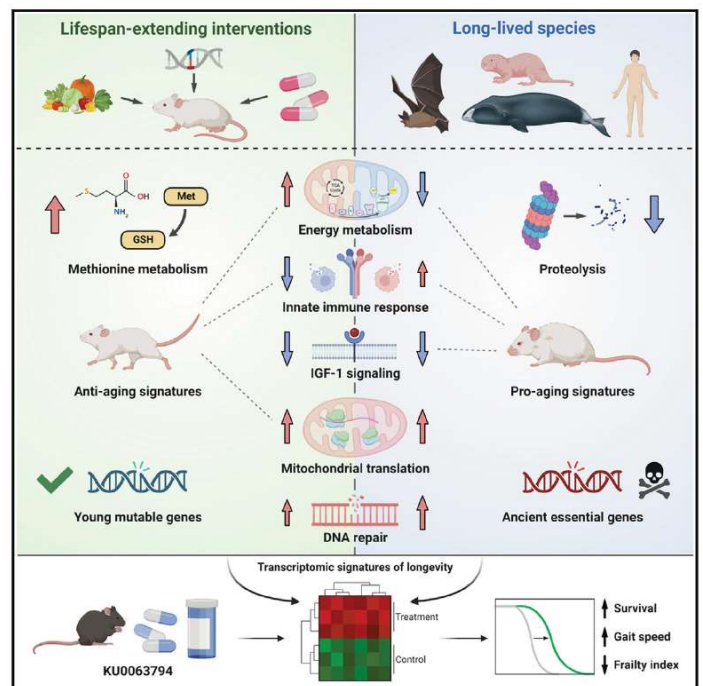 Lifespan-extending interventions
Long-lived species
S
O
OH
NH₂
Met
GSH
Methionine metabolism
TCA
Energy metabolism
Proteolysis
Innate immune response
IGF-1 signaling
Anti-aging signatures
Pro-aging signatures
Mitochondrial translation
Young mutable genes
Ancient essential genes
DNA repair
Transcriptomic signatures of longevity
KU0063794
Treatment
Control
Survival
Gait speed
Frailty index